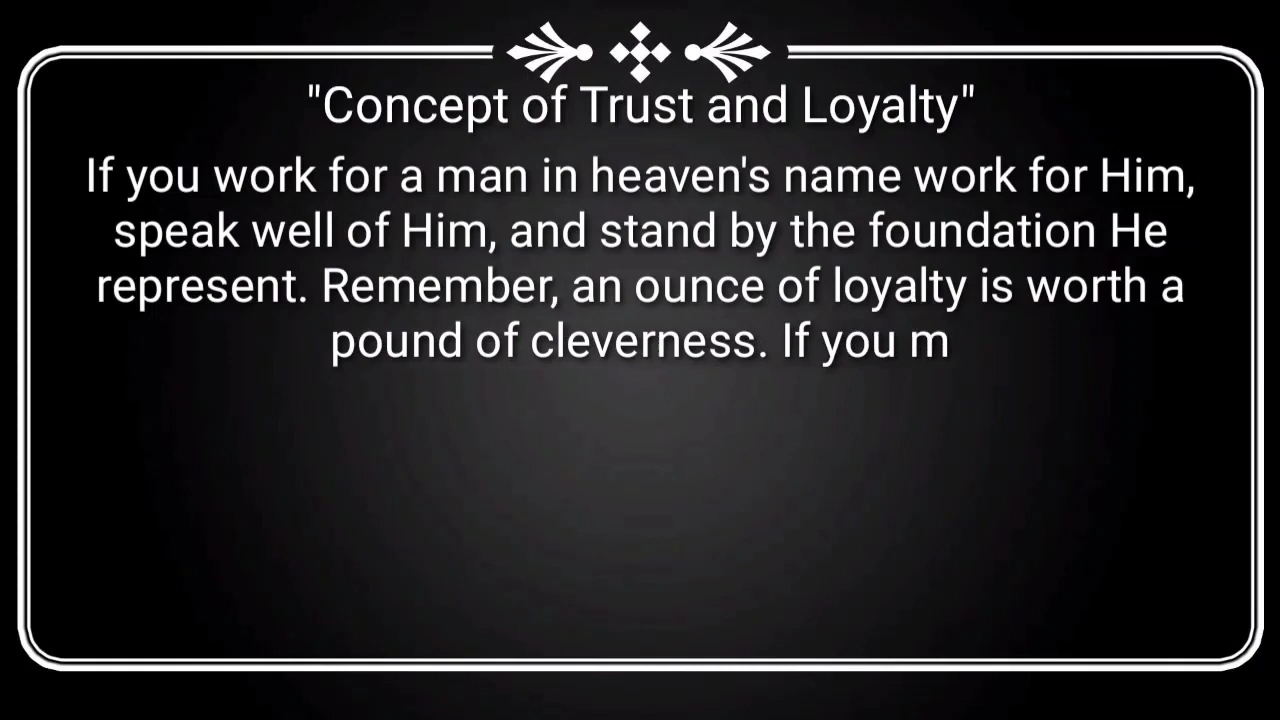 "Concept of Trust and Loyalty"
If you work for a man in heaven's name work for Him,
speak well of Him, and stand by the foundation He
represent. Remember, an ounce of loyalty is worth a
pound of cleverness. If you m